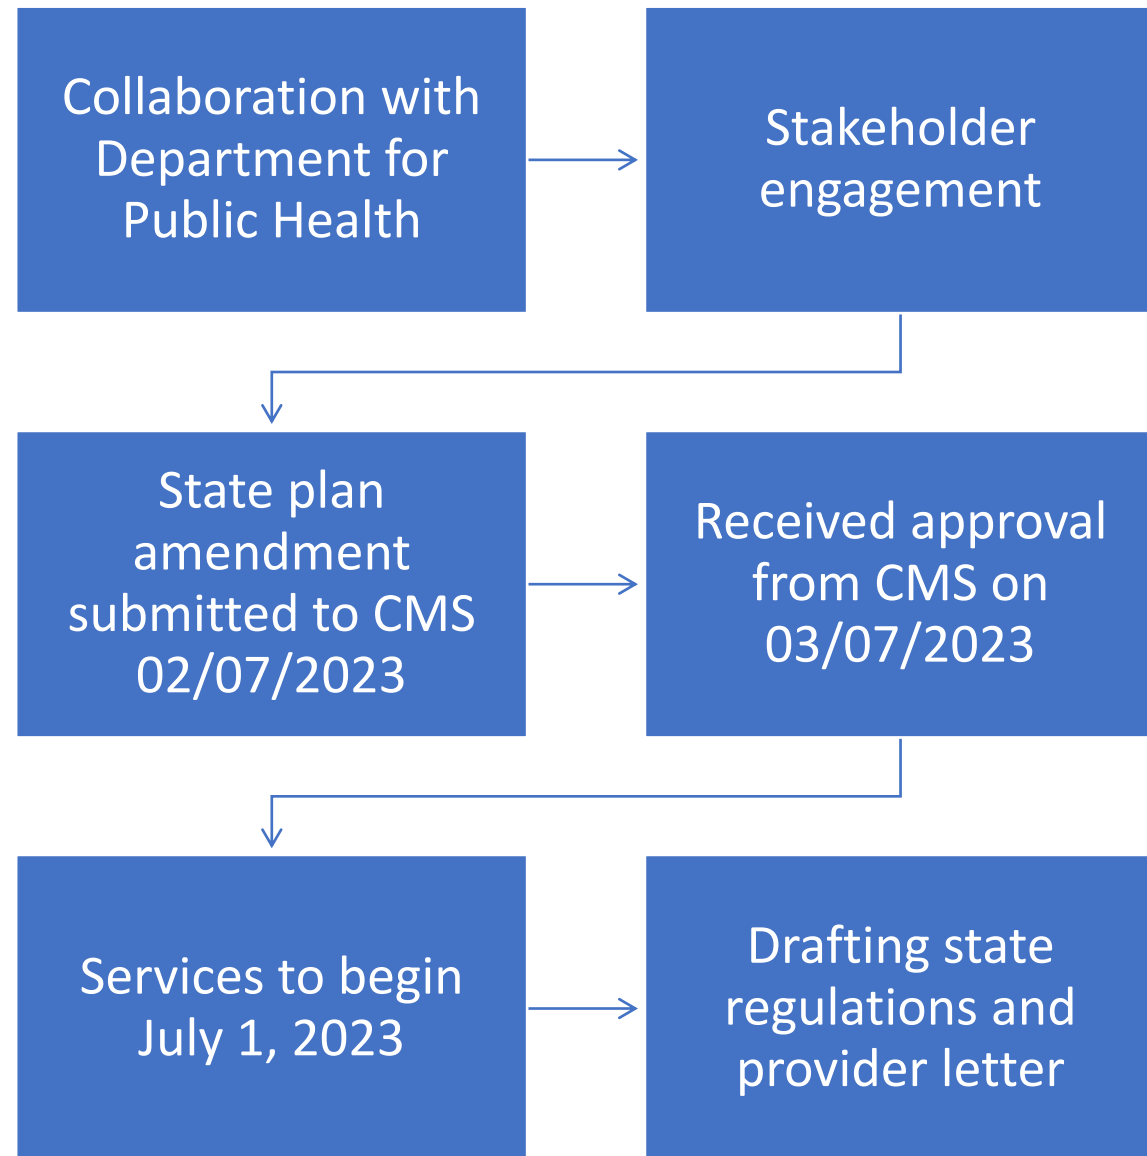 Collaboration with
Department for
Public Health
Stakeholder
engagement
State plan
amendment
submitted to CMS
02/07/2023
Received approval
from CMS on
03/07/2023
Services to begin
July 1, 2023
Drafting state
regulations and
provider letter